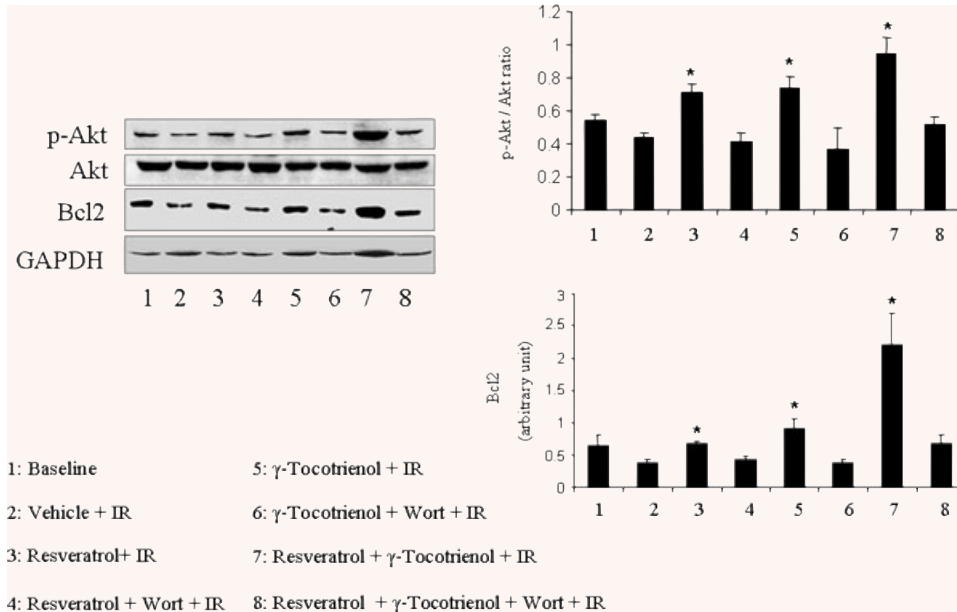 p-Akt
Akt
Bcl2
GAPDH
1 2 3 4 5 6 7 8
p-Akt / Akt ratio
1.2
1
0.8
0.6
0.4
0.2
0
* * *
1 2 3 4 5 6 7 8
Bcl2
(arbitrary unit)
3
2.5
2
1.5
1
0.5
0
* * *
1 2 3 4 5 6 7 8
1: Baseline
2: Vehicle + IR
3: Resveratrol+ IR
4: Resveratrol + Wort + IR
5: γ-Tocotrienol + IR
6: γ-Tocotrienol + Wort + IR
7: Resveratrol + γ-Tocotrienol + IR
8: Resveratrol + γ-Tocotrienol + Wort + IR